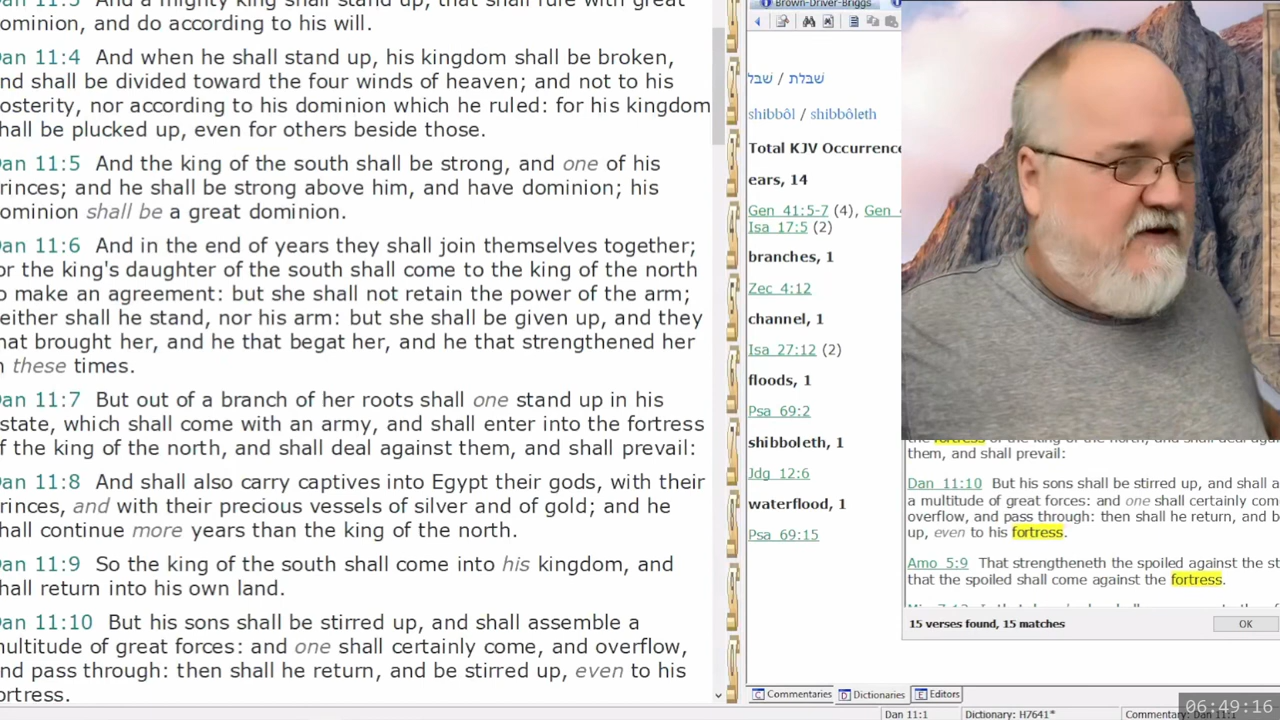 ominion, and do according to his will.
Dan 11:4 And when he shall stand up, his kingdom shall be broken,
nd shall be divided toward the four winds of heaven; and not to his
osterity, nor according to his dominion which he ruled: for his kingdom
hall be plucked up, even for others beside those.
an 11:5 And the king of the south shall be strong, and one of his
rinces; and he shall be strong above him, and have dominion; his
ominion shall be a great dominion.
an 11:6 And in the end of years they shall join themselves together;
or the king's daughter of the south shall come to the king of the north
o make an agreement: but she shall not retain the power of the arm;
either shall he stand, nor his arm: but she shall be given up, and they
hat brought her, and he that begat her, and he that strengthened her
n these times.
an 11:7 But out of a branch of her roots shall one stand up in his
state, which shall come with an army, and shall enter into the fortress
f the king of the north, and shall deal against them, and shall prevail:
an 11:8 And shall also carry captives into Egypt their gods, with their
rinces, and with their precious vessels of silver and of gold; and he
hall continue more years than the king of the north.
an 11:9 So the king of the south shall come into his kingdom, and
hall return into his own land.
an 11:10 But his sons shall be stirred up, and shall assemble a
multitude of great forces: and one shall certainly come, and overflow,
nd pass through: then shall he return, and be stirred up, even to his
ortress.
Brown-Driver-Briggs
שׁבּל / שׁבּלת
shibbôl / shibbôleth
Total KJV Occurrence
ears, 14
Gen 41:5-7 (4), Gen
Isa 17:5 (2)
branches, 1
Zec 4:12
channel, 1
Isa 27:12 (2)
floods, 1
Psa 69:2
shibboleth, 1
Jdg 12:6
waterflood, 1
Psa 69:15
them, and shall prevail:
Dan 11:10 But his sons shall be stirred up, and shall a
a multitude of great forces: and one shall certainly com
overflow, and pass through: then shall he return, and b
up, even to his fortress.
Amo 5:9 That strengtheneth the spoiled against the st
that the spoiled shall come against the fortress.
15 verses found, 15 matches
OK
Commentaries
Dictionaries
Editors
Dan 11:1
Dictionary: H7641*
Commentary: Dan 11:1
06:49:16